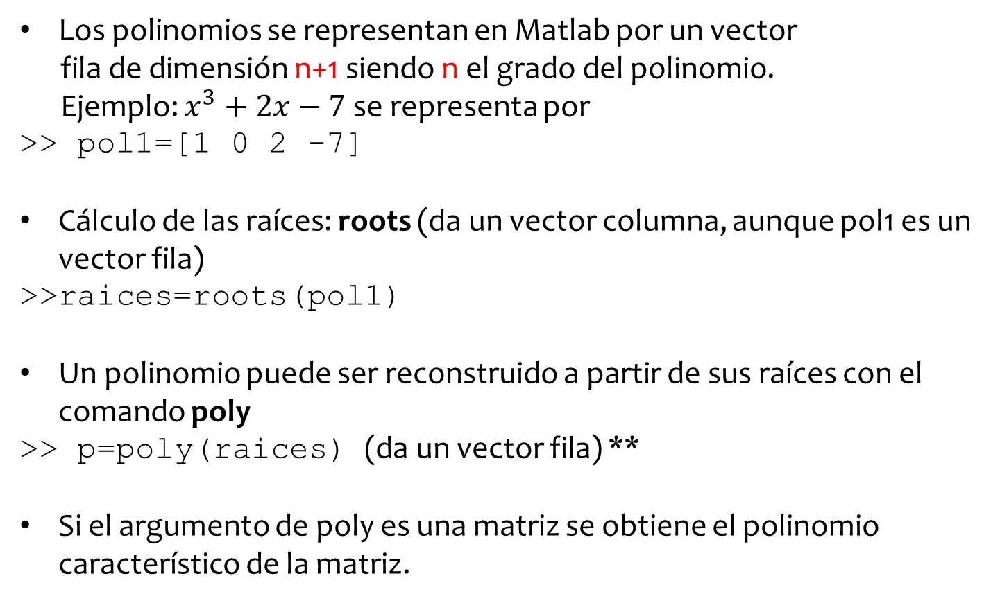 • Los polinomios se representan en Matlab por un vector
fila de dimensión n+1 siendo n el grado del polinomio.
Ejemplo: x³ + 2x − 7 se representa por
>> pol1=[1 0 2 -7]
• Cálculo de las raíces: roots (da un vector columna, aunque pol1 es un
vector fila)
>>raices=roots(pol1)
• Un polinomio puede ser reconstruido a partir de sus raíces con el
comando poly
>> p=poly(raices) (da un vector fila) **
• Si el argumento de poly es una matriz se obtiene el polinomio
característico de la matriz.